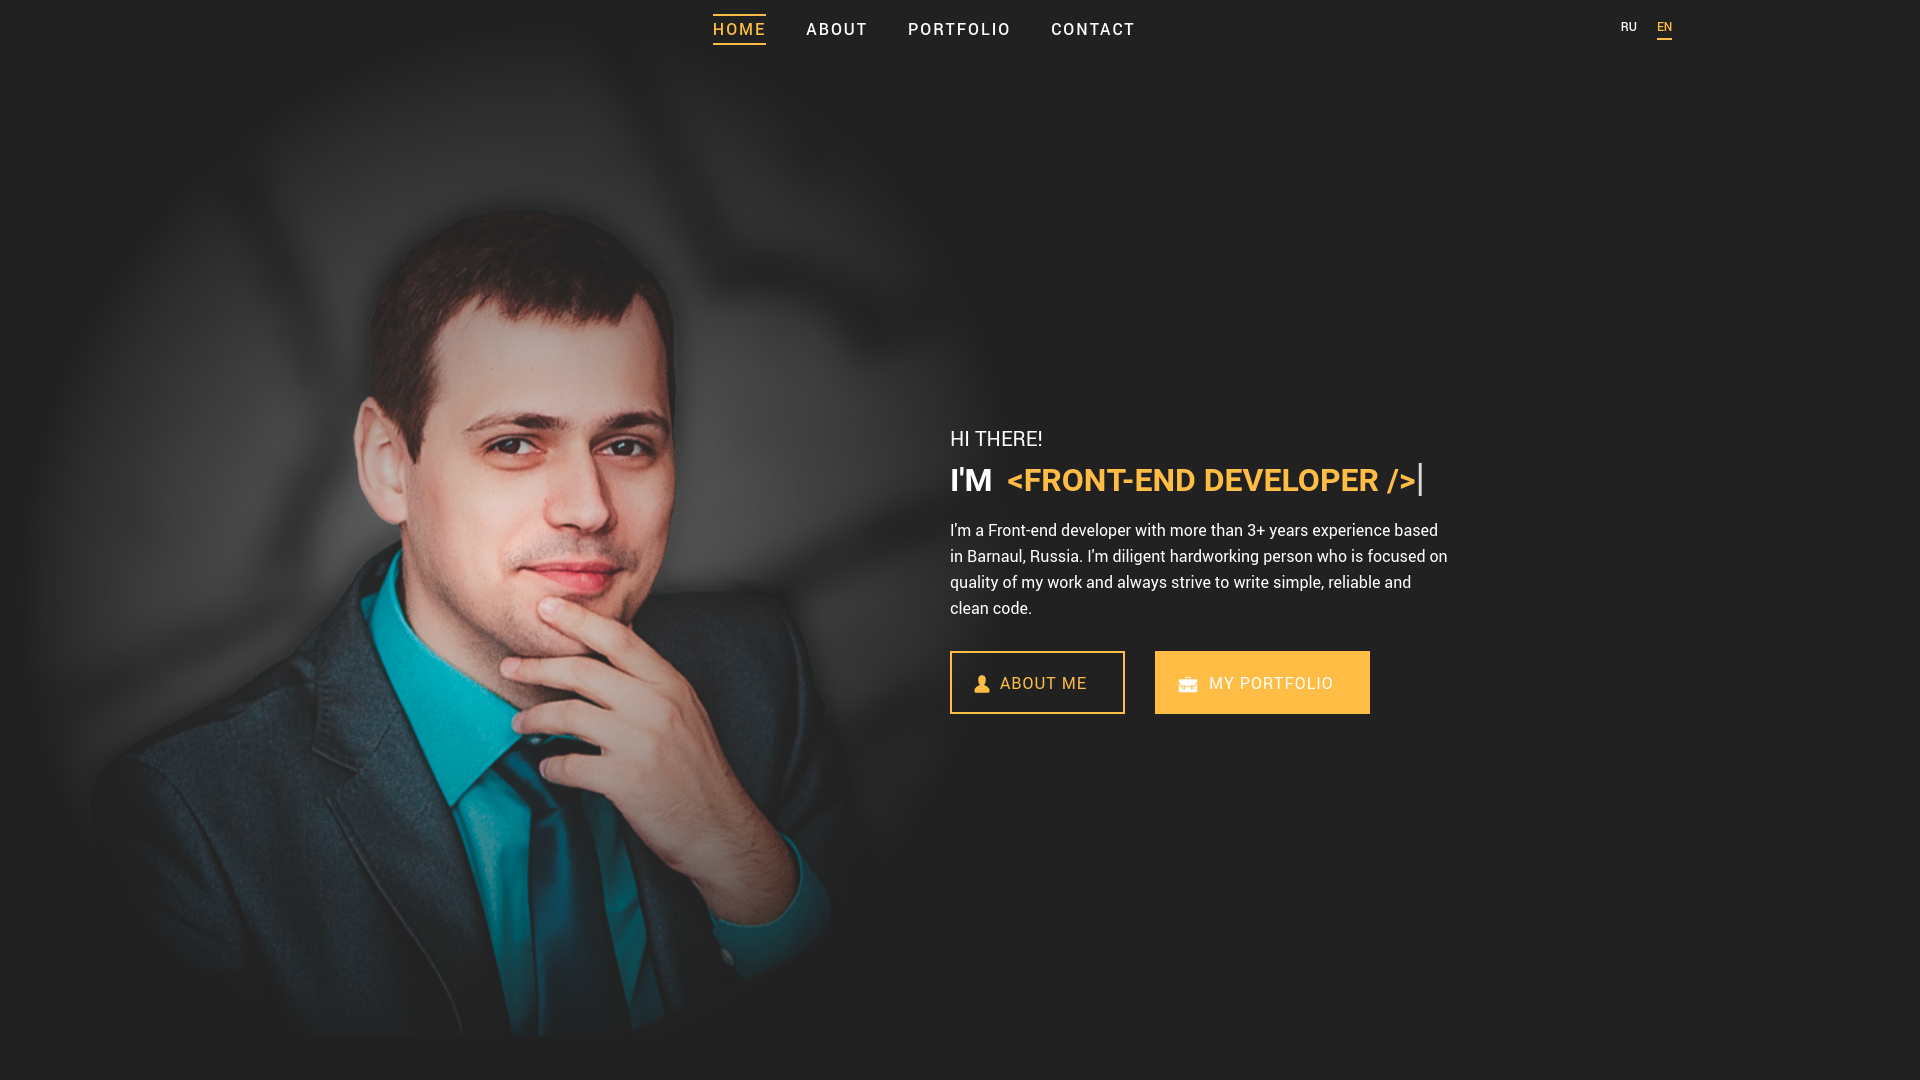 HOME
ABOUT
PORTFOLIO
CONTACT
RU
EN
HI THERE!
I'M <FRONT-END DEVELOPER />|
I'm a Front-end developer with more than 3+ years experience based
in Barnaul, Russia. I'm diligent hardworking person who is focused on
quality of my work and always strive to write simple, reliable and
clean code.
ABOUT ME
MY PORTFOLIO